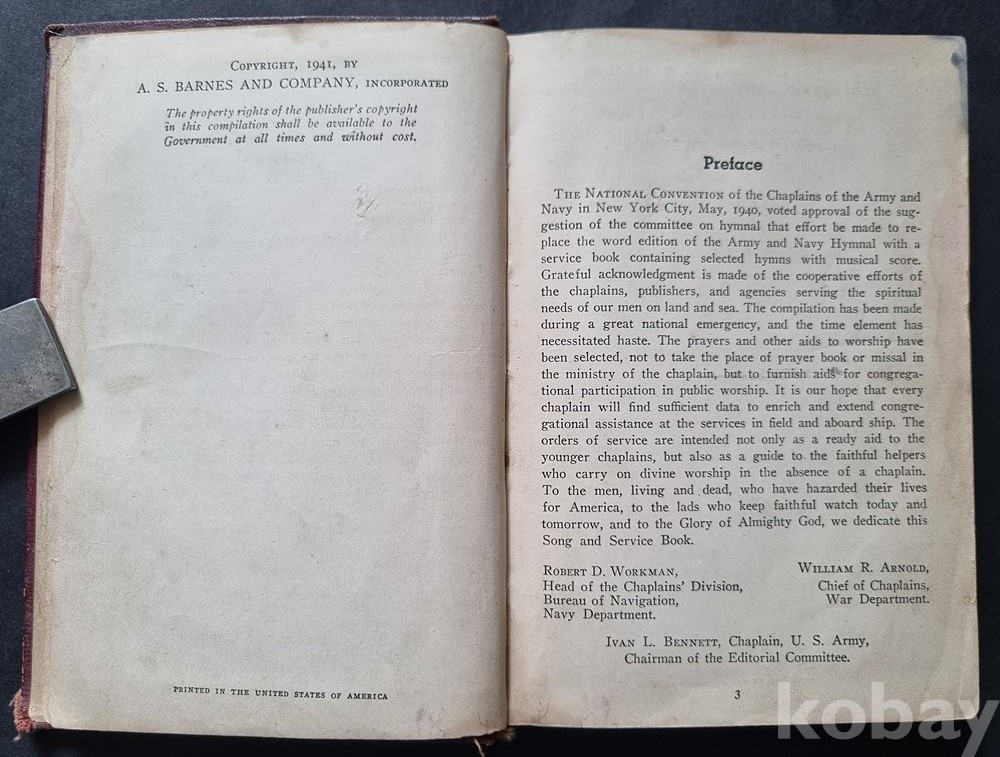 COPYRIGHT, 1941, BY
A. S. BARNES AND COMPANY, INCORPORATED
The property rights of the publisher's copyright
in this compilation shall be available to the
Government at all times and without cost.
PRINTED IN THE UNITED STATES OF AMERICA
Preface
THE NATIONAL CONVENTION of the Chaplains of the Army and
Navy in New York City, May, 1940, voted approval of the sug-
gestion of the committee on hymnal that effort be made to re-
place the word edition of the Army and Navy Hymnal with a
service book containing selected hymns with musical score.
Grateful acknowledgment is made of the cooperative efforts of
the chaplains, publishers, and agencies serving the spiritual
needs of our men on land and sea. The compilation has been made
during a great national emergency, and the time element has
necessitated haste. The prayers and other aids to worship have
been selected, not to take the place of prayer book or missal in
the ministry of the chaplain, but to furnish aids for congrega-
tional participation in public worship. It is our hope that every
chaplain will find sufficient data to enrich and extend congre-
gational assistance at the services in field and aboard ship. The
orders of service are intended not only as a ready aid to the
younger chaplains, but also as a guide to the faithful helpers
who carry on divine worship in the absence of a chaplain.
To the men, living and dead, who have hazarded their lives
for America, to the lads who keep faithful watch today and
tomorrow, and to the Glory of Almighty God, we dedicate this
Song and Service Book.
ROBERT D. WORKMAN,
Head of the Chaplains' Division,
Bureau of Navigation,
Navy Department.
WILLIAM R. ARNOLD,
Chief of Chaplains,
War Department.
IVAN L. BENNETT, Chaplain, U. S. Army,
Chairman of the Editorial Committee.
3
kobay